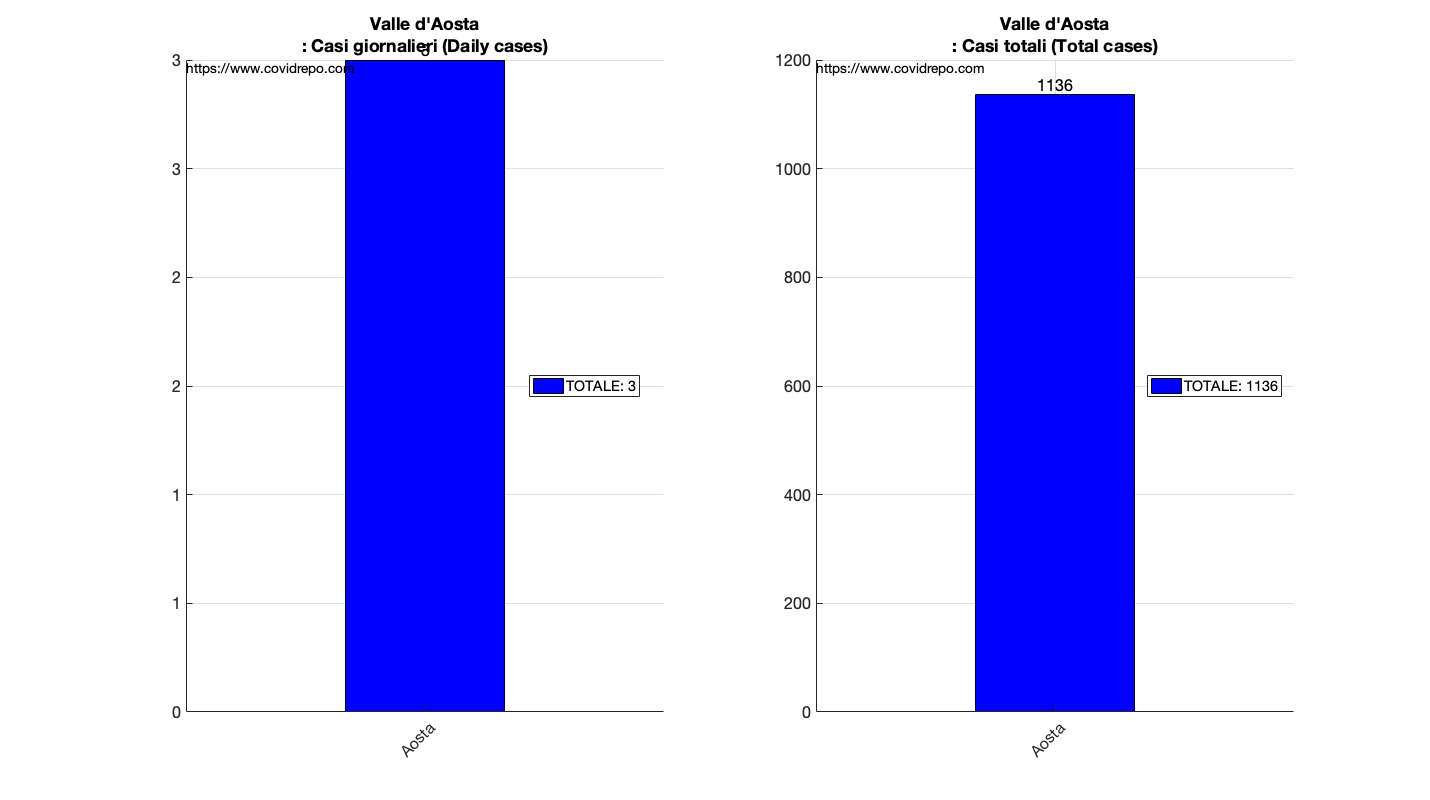 Valle d'Aosta
: Casi giornalieri (Daily cases)
3
https://www.covidrepo.com
3
3
2
2
1
1
0
TOTALE: 3
Aosta
Valle d'Aosta
: Casi totali (Total cases)
https://www.covidrepo.com
1136
1200
1000
800
600
400
200
0
TOTALE: 1136
Aosta